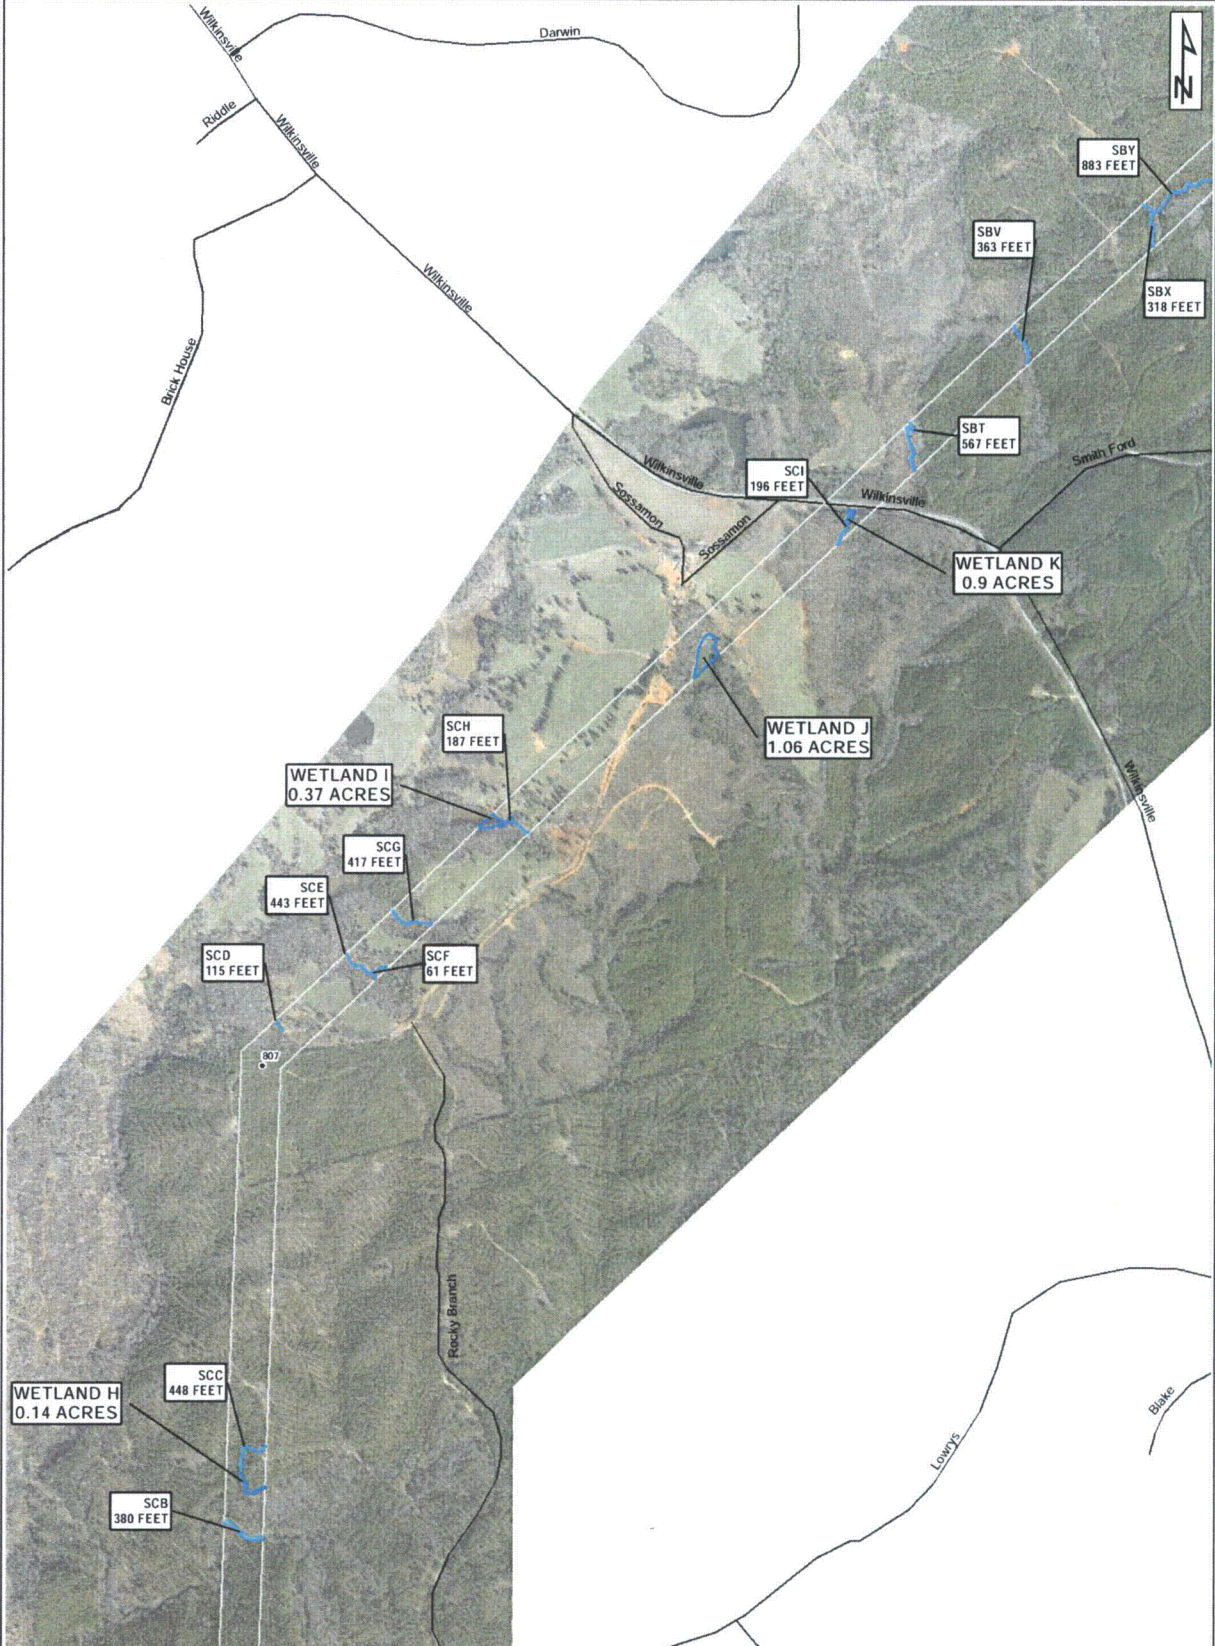 Wilkinsville
Darwin
Riddle
Wilkinsville
N
SBY
883 FEET
SBV
363 FEET
Wilkinsville
SBX
318 FEET
Brick House
SBT
567 FEET
Smith Ford
Wilkinsville
SCI
196 FEET
Wilkinsville
Sossamon
Sossamon
WETLAND K
0.9 ACRES
SCH
187 FEET
WETLAND J
1.06 ACRES
WETLAND I
0.37 ACRES
Wilkinsville
SCG
417 FEET
SCE
443 FEET
SCD
115 FEET
SCF
61 FEET
807
Rocky Branch
SCC
448 FEET
WETLAND H
0.14 ACRES
Blake
Lowrys
SCB
380 FEET